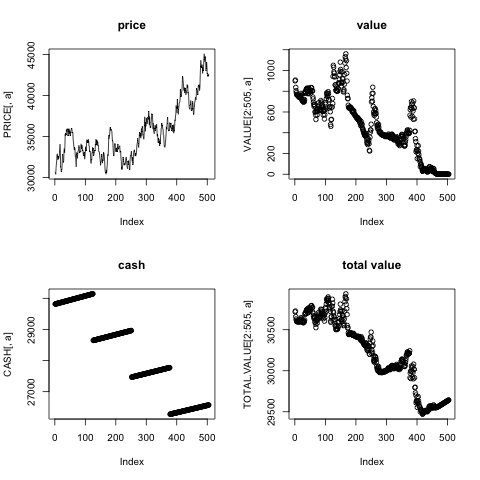 price
PRICE[, a]
30000 35000 40000 45000
0 100 200 300 400 500
Index
value
VALUE[2:505, a]
0 200 600 1000
0 100 200 300 400 500
Index
cash
CASH[, a]
27000 29000
0 100 200 300 400 500
Index
total value
TOTAL.VALUE[2:505, a]
29500 30000 30500
0 100 200 300 400 500
Index